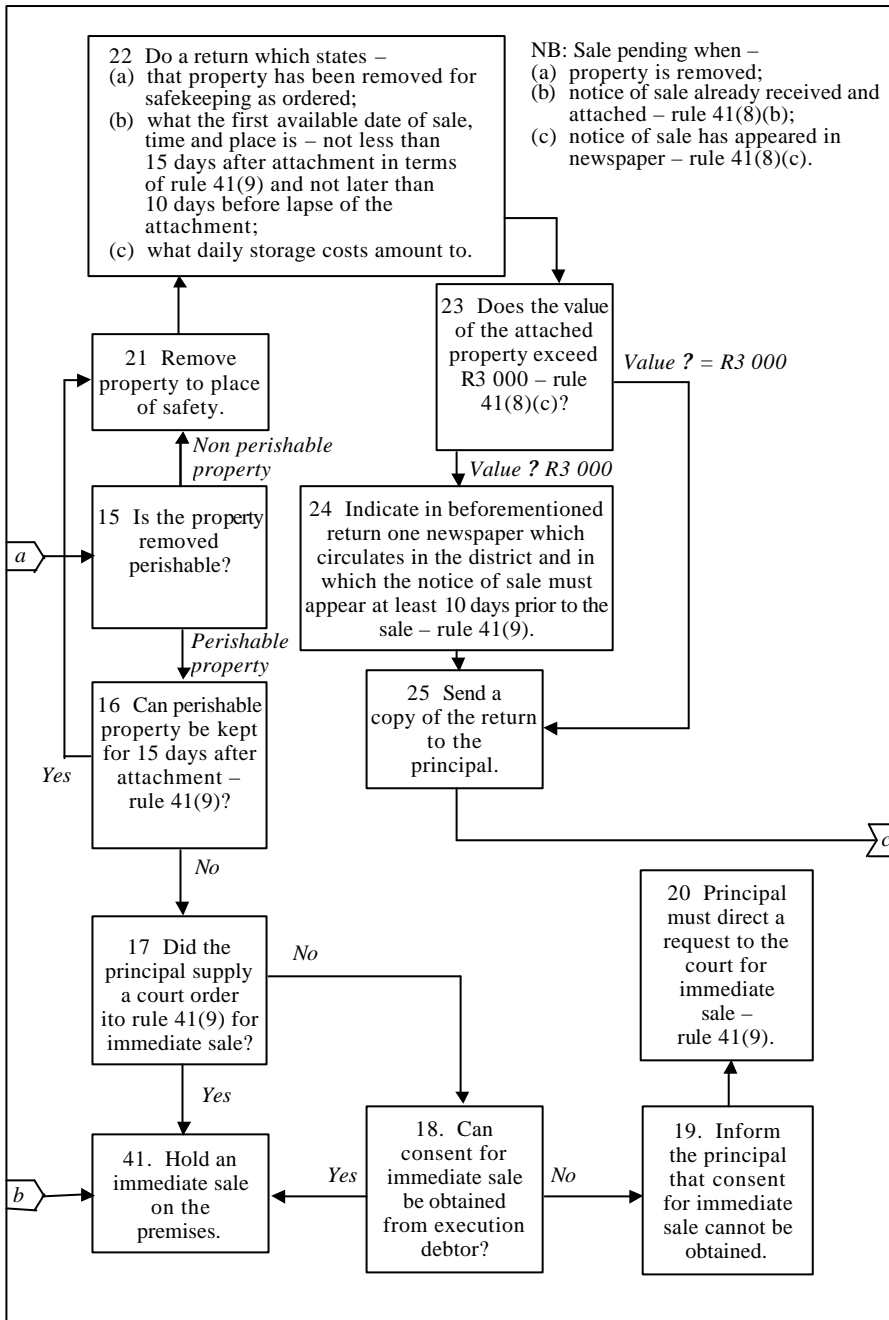 22 Do a return which states –
(a) that property has been removed for
safekeeping as ordered;
(b) what the first available date of sale,
time and place is – not less than
15 days after attachment in terms
of rule 41(9) and not later than
10 days before lapse of the
attachment;
(c) what daily storage costs amount to.
NB: Sale pending when –
(a) property is removed;
(b) notice of sale already received and
attached – rule 41(8)(b);
(c) notice of sale has appeared in
newspaper – rule 41(8)(c).
23 Does the value
of the attached
property exceed
R3 000 – rule
41(8)(c)?
Value ? = R3 000
21 Remove
property to place
of safety.
Non perishable
property
Value ? R3 000
15 Is the property
removed
perishable?
a
24 Indicate in beforementioned
return one newspaper which
circulates in the district and in
which the notice of sale must
appear at least 10 days prior to the
sale – rule 41(9).
Perishable
property
16 Can perishable
property be kept
for 15 days after
attachment –
rule 41(9)?
Yes
25 Send a
copy of the return
to the
principal.
c
No
17 Did the
principal supply
a court order
ito rule 41(9) for
immediate sale?
No
20 Principal
must direct a
request to the
court for
immediate
sale –
rule 41(9).
Yes
41. Hold an
immediate sale
on the
premises.
b
Yes
18. Can
consent for
immediate sale
be obtained
from execution
debtor?
No
19. Inform
the principal
that consent
for immediate
sale cannot be
obtained.